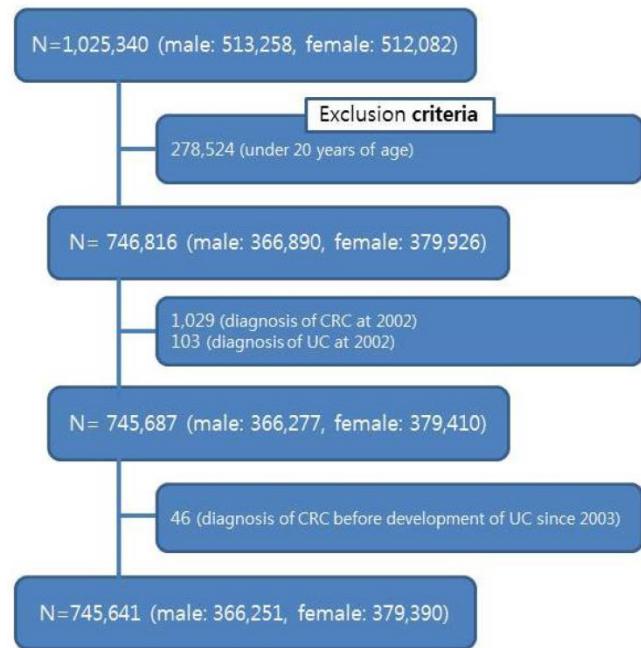 N=1,025,340 (male: 513,258, female: 512,082)
Exclusion criteria
278,524 (under 20 years of age)
N= 746,816 (male: 366,890, female: 379,926)
1,029 (diagnosis of CRC at 2002)
103 (diagnosis of UC at 2002)
N= 745,687 (male: 366,277, female: 379,410)
46 (diagnosis of CRC before development of UC since 2003)
N=745,641 (male: 366,251, female: 379,390)